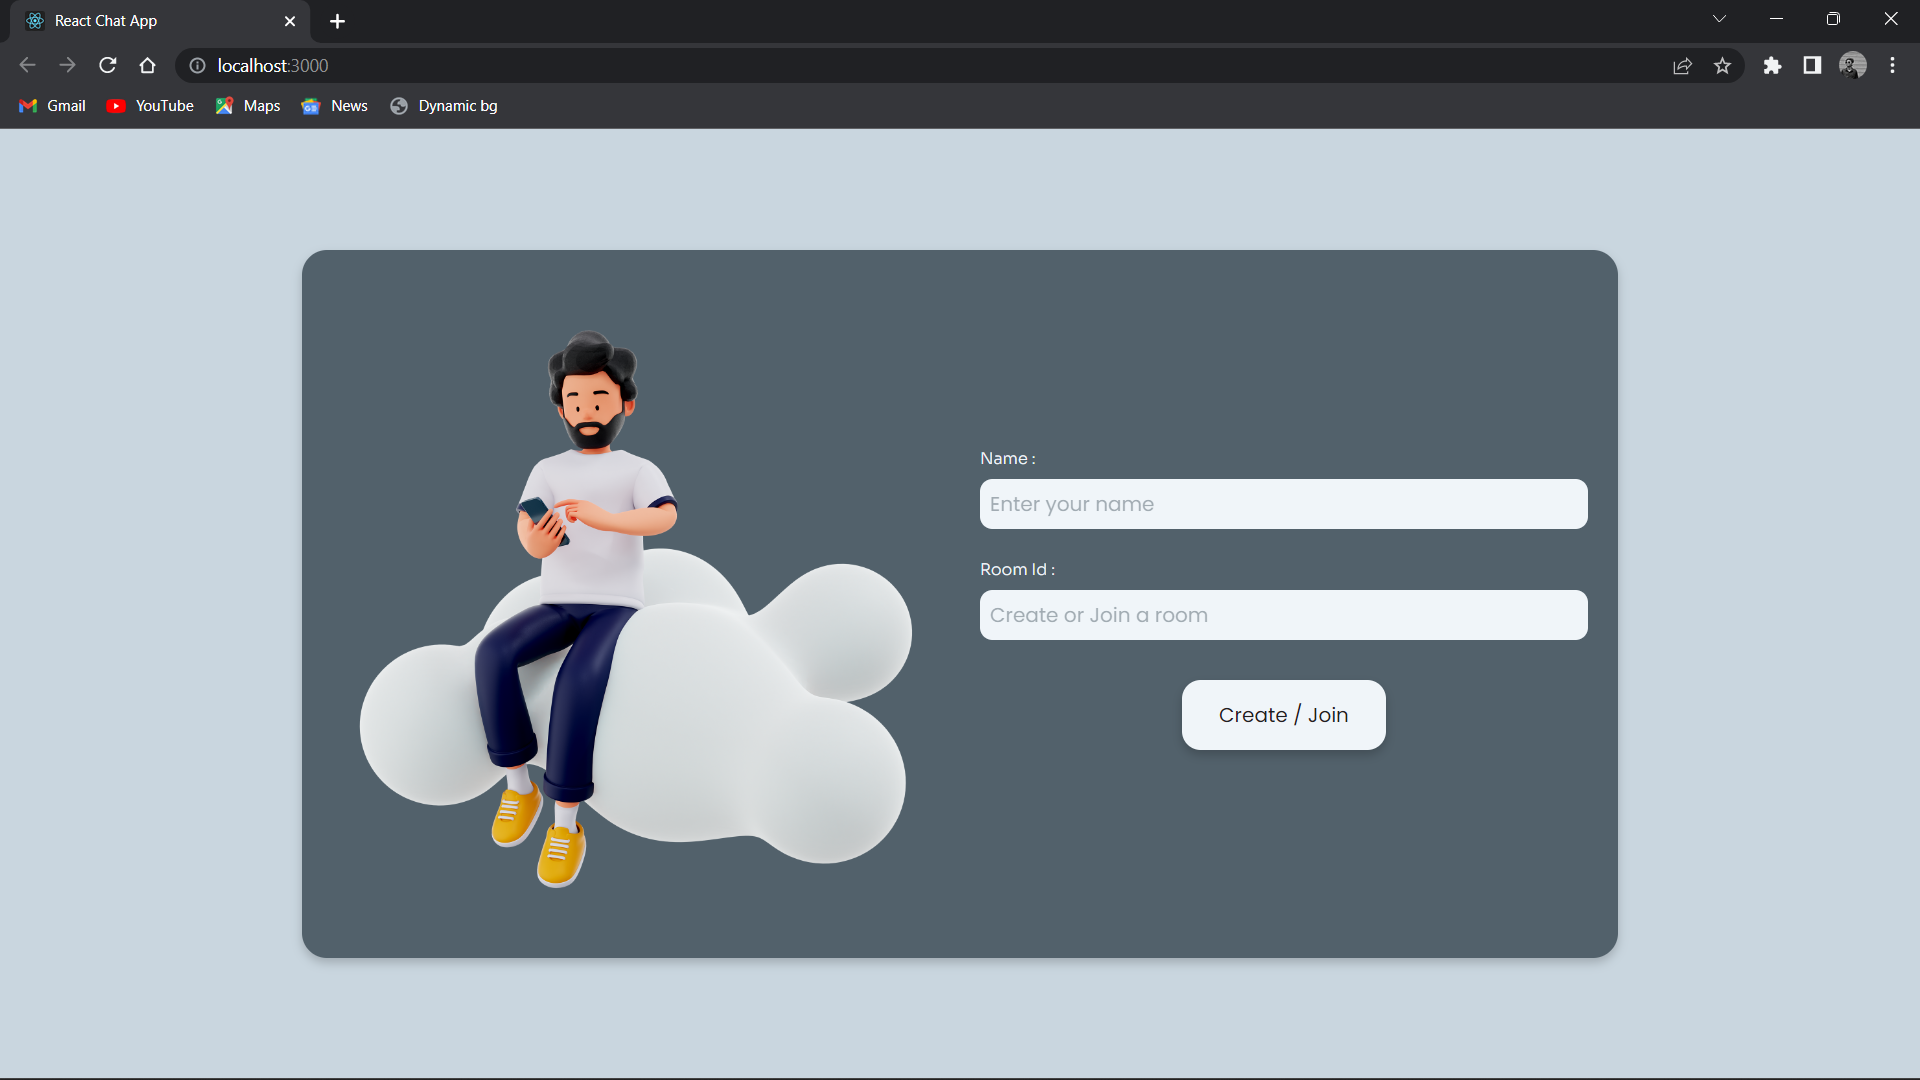 React Chat App
localhost:3000
Gmail YouTube Maps News Dynamic bg
Name :
Enter your name
Room Id :
Create or Join a room
Create / Join